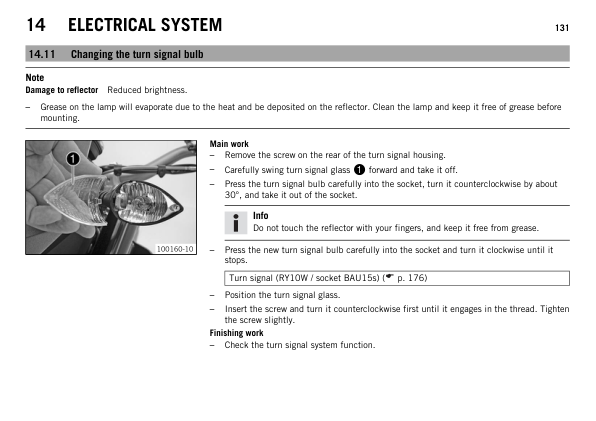 14 ELECTRICAL SYSTEM 131
14.11 Changing the turn signal bulb
Note
Damage to reflector Reduced brightness.
– Grease on the lamp will evaporate due to the heat and be deposited on the reflector. Clean the lamp and keep it free of grease before
mounting.
1
100160-10
Main work
– Remove the screw on the rear of the turn signal housing.
– Carefully swing turn signal glass 1 forward and take it off.
– Press the turn signal bulb carefully into the socket, turn it counterclockwise by about
30°, and take it out of the socket.
Info
Do not touch the reflector with your fingers, and keep it free from grease.
– Press the new turn signal bulb carefully into the socket and turn it clockwise until it
stops.
Turn signal (RY10W / socket BAU15s) (☛ p. 176)
– Position the turn signal glass.
– Insert the screw and turn it counterclockwise first until it engages in the thread. Tighten
the screw slightly.
Finishing work
– Check the turn signal system function.